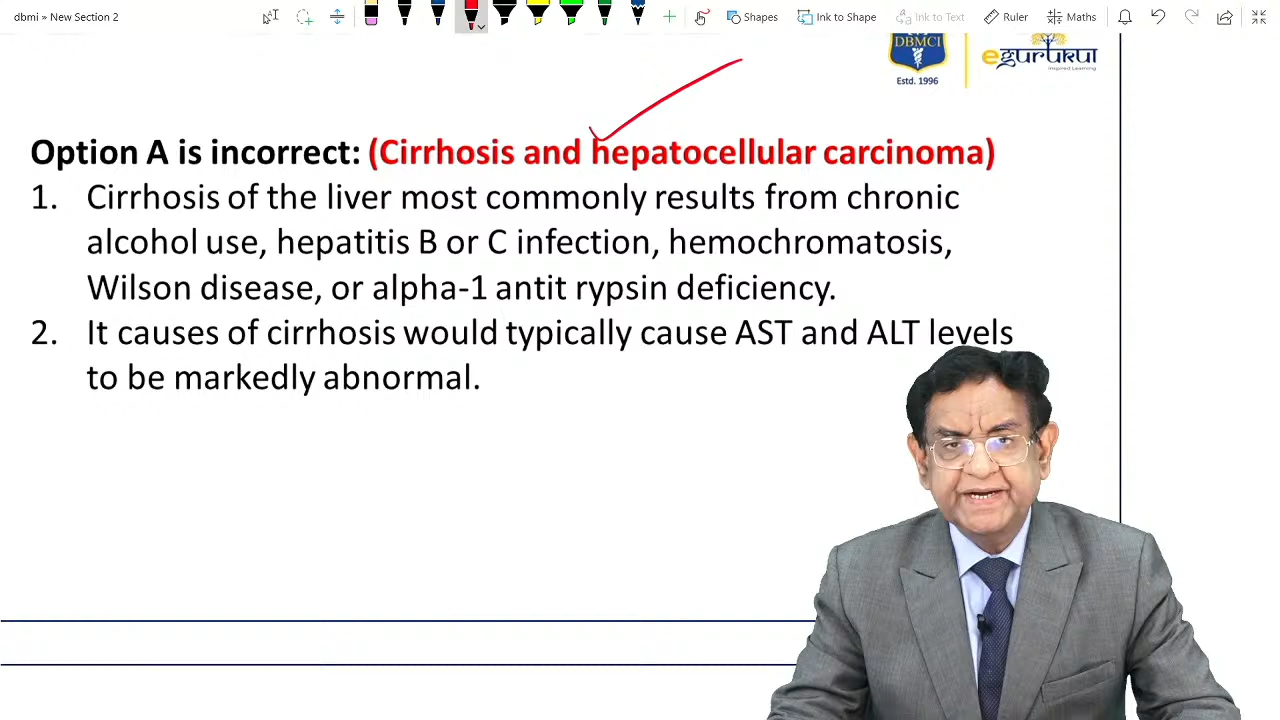 dbmi » New Section 2
Shapes
Ink to Shape
Ink to Text
Ruler
Maths
DBMCI
Estd. 1996
egurukul
Inspired Learning
Option A is incorrect: (Cirrhosis and hepatocellular carcinoma)
1. Cirrhosis of the liver most commonly results from chronic
alcohol use, hepatitis B or C infection, hemochromatosis,
Wilson disease, or alpha-1 antit rypsin deficiency.
2. It causes of cirrhosis would typically cause AST and ALT levels
to be markedly abnormal.